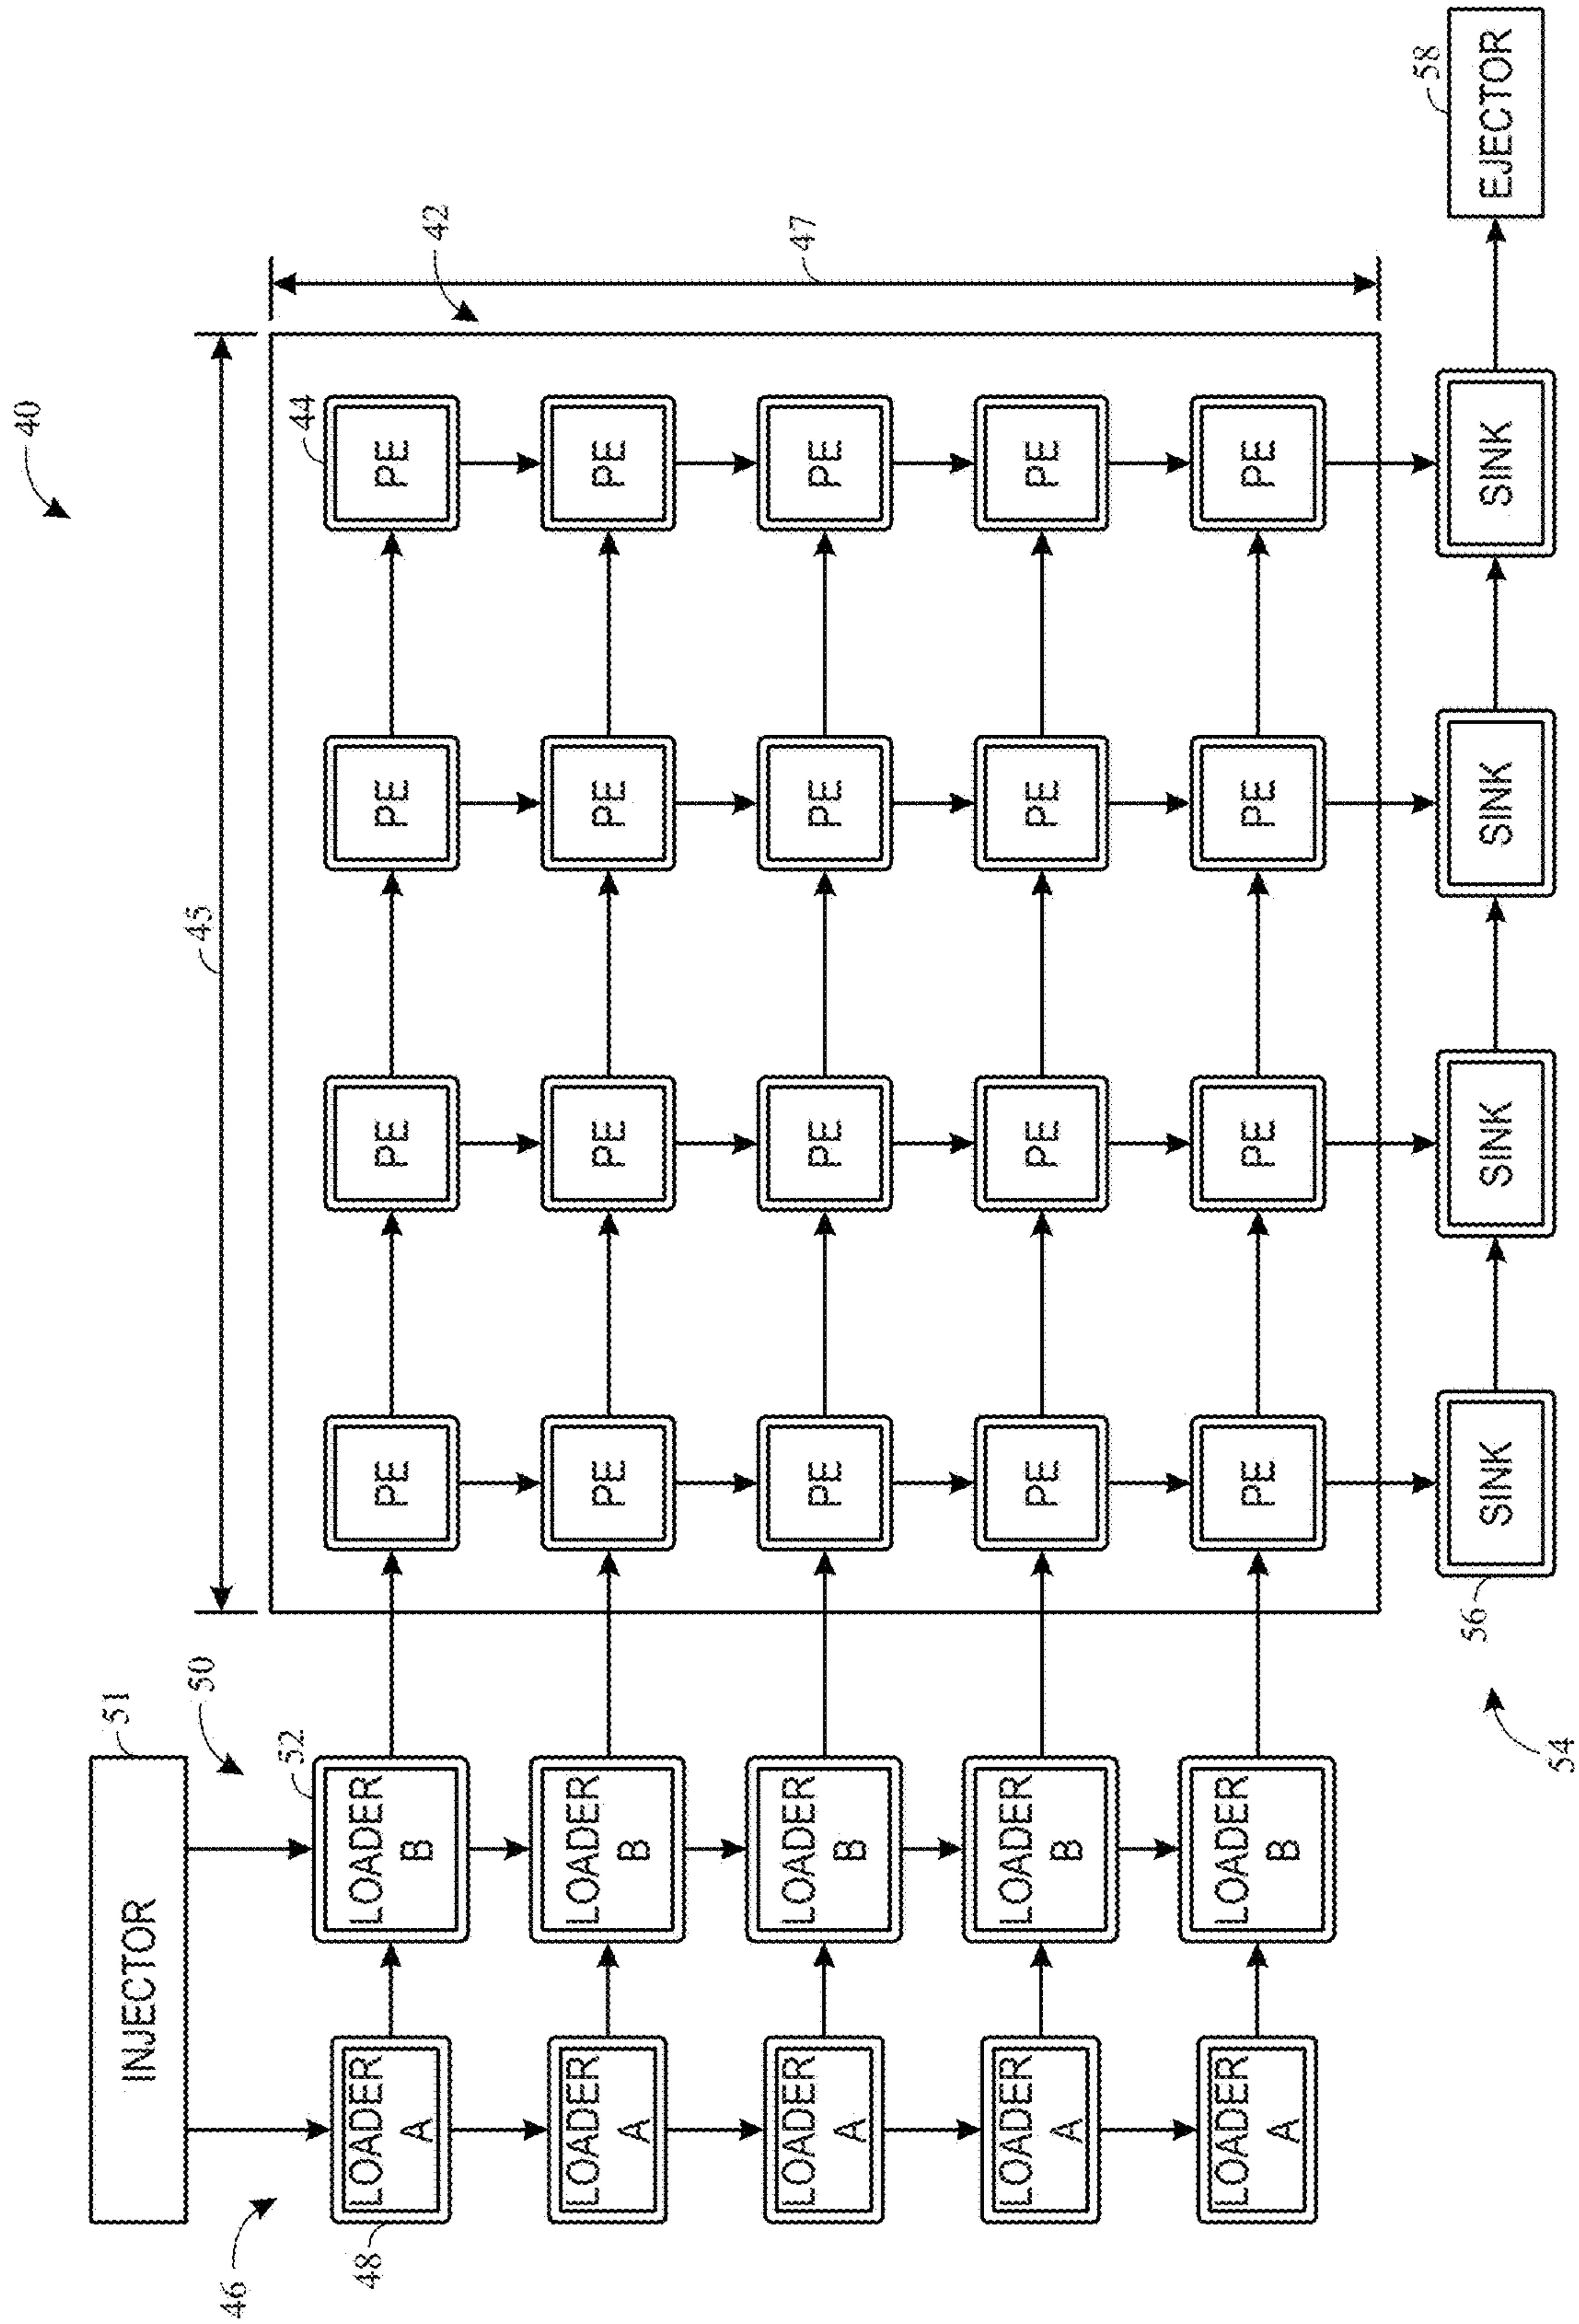 40
INJECTOR
51
46
50
45
42
47
48
LOADER
A
52
LOADER
B
PE
PE
PE
44
PE
LOADER
A
LOADER
B
PE
PE
PE
PE
LOADER
A
LOADER
B
PE
PE
PE
PE
LOADER
A
LOADER
B
PE
PE
PE
PE
LOADER
A
LOADER
B
PE
PE
PE
PE
54
56
SINK
SINK
SINK
SINK
58
EJECTOR